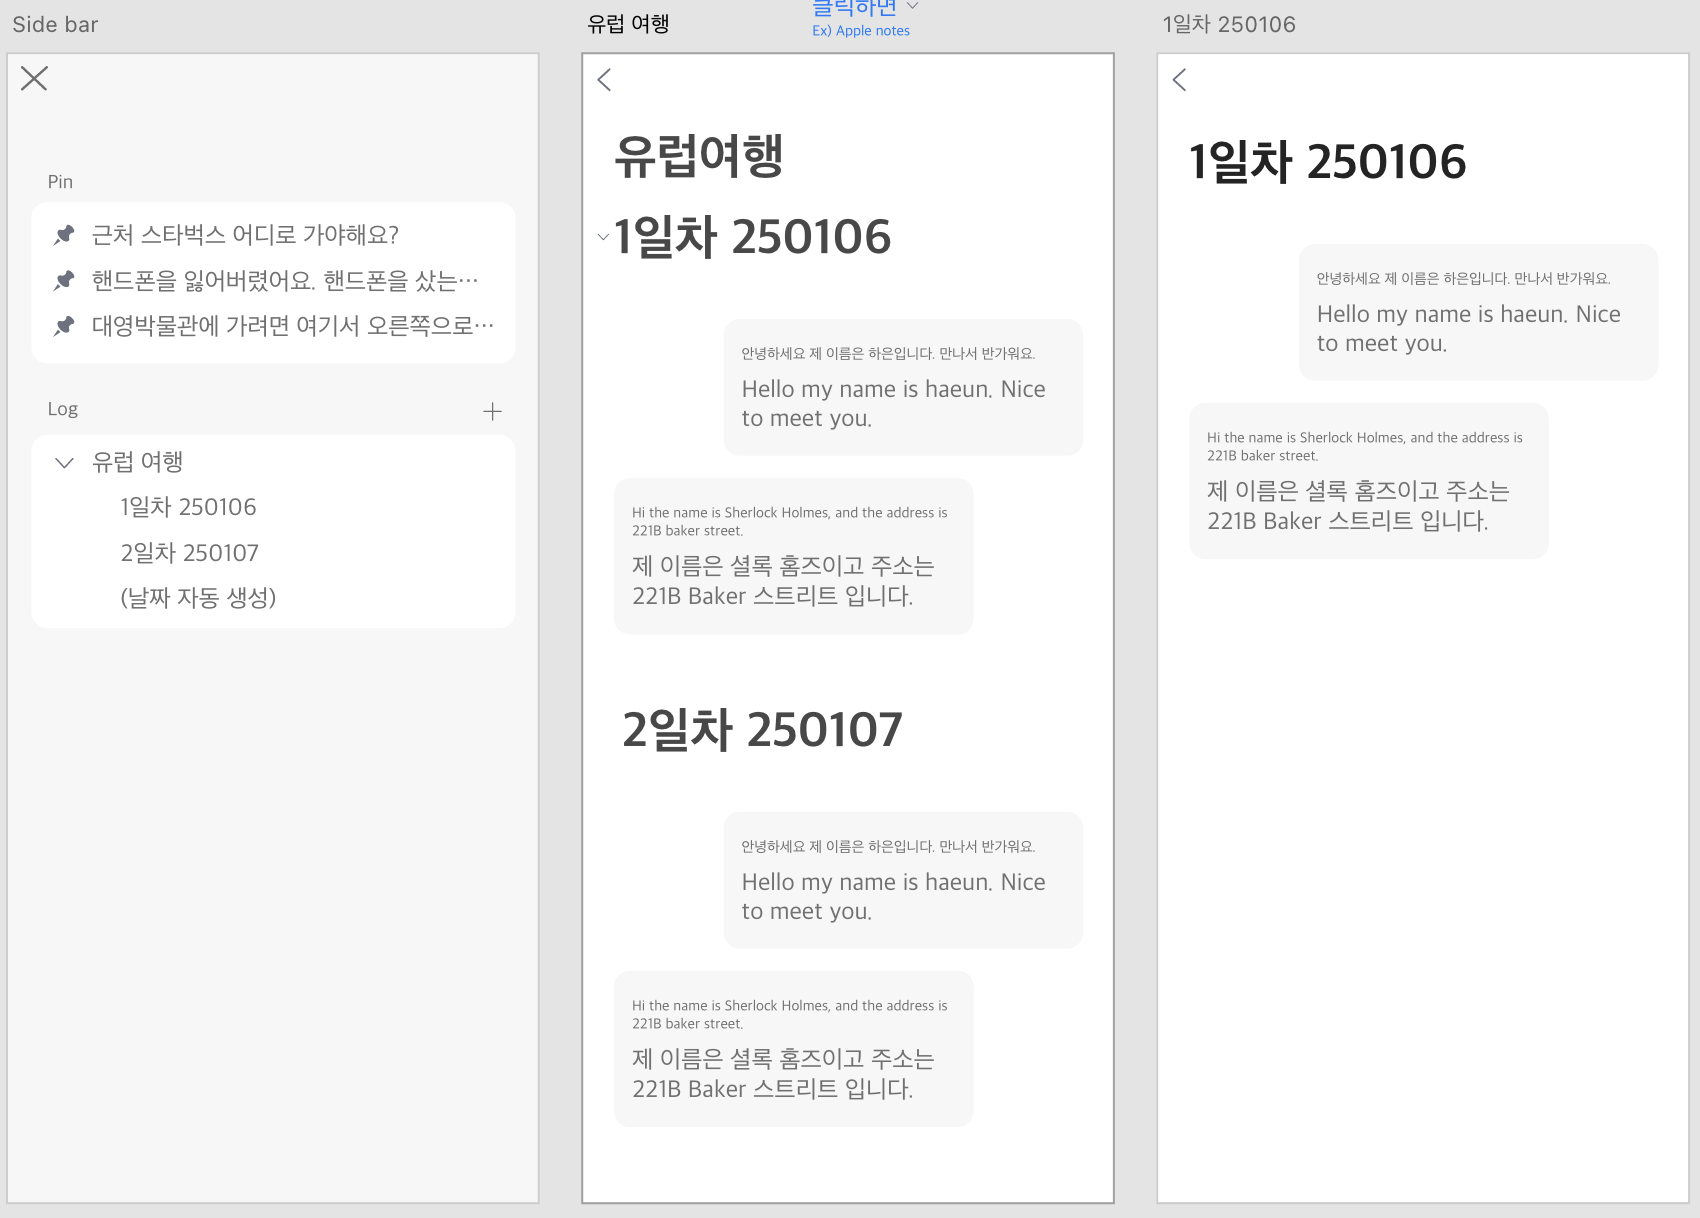 Side bar
Pin
근처 스타벅스 어디로 가야해요?
핸드폰을 잃어버렸어요. 핸드폰을 샀는…
대영박물관에 가려면 여기서 오른쪽으로…
Log
유럽 여행
1일차 250106
2일차 250107
(날짜 자동 생성)
유럽 여행
클릭하면
Ex) Apple notes
유럽여행
1일차 250106
안녕하세요 제 이름은 하은입니다. 만나서 반가워요.
Hello my name is haeun. Nice
to meet you.
Hi the name is Sherlock Holmes, and the address is
221B baker street.
제 이름은 셜록 홈즈이고 주소는
221B Baker 스트리트 입니다.
2일차 250107
안녕하세요 제 이름은 하은입니다. 만나서 반가워요.
Hello my name is haeun. Nice
to meet you.
Hi the name is Sherlock Holmes, and the address is
221B baker street.
제 이름은 셜록 홈즈이고 주소는
221B Baker 스트리트 입니다.
1일차 250106
1일차 250106
안녕하세요 제 이름은 하은입니다. 만나서 반가워요.
Hello my name is haeun. Nice
to meet you.
Hi the name is Sherlock Holmes, and the address is
221B baker street.
제 이름은 셜록 홈즈이고 주소는
221B Baker 스트리트 입니다.